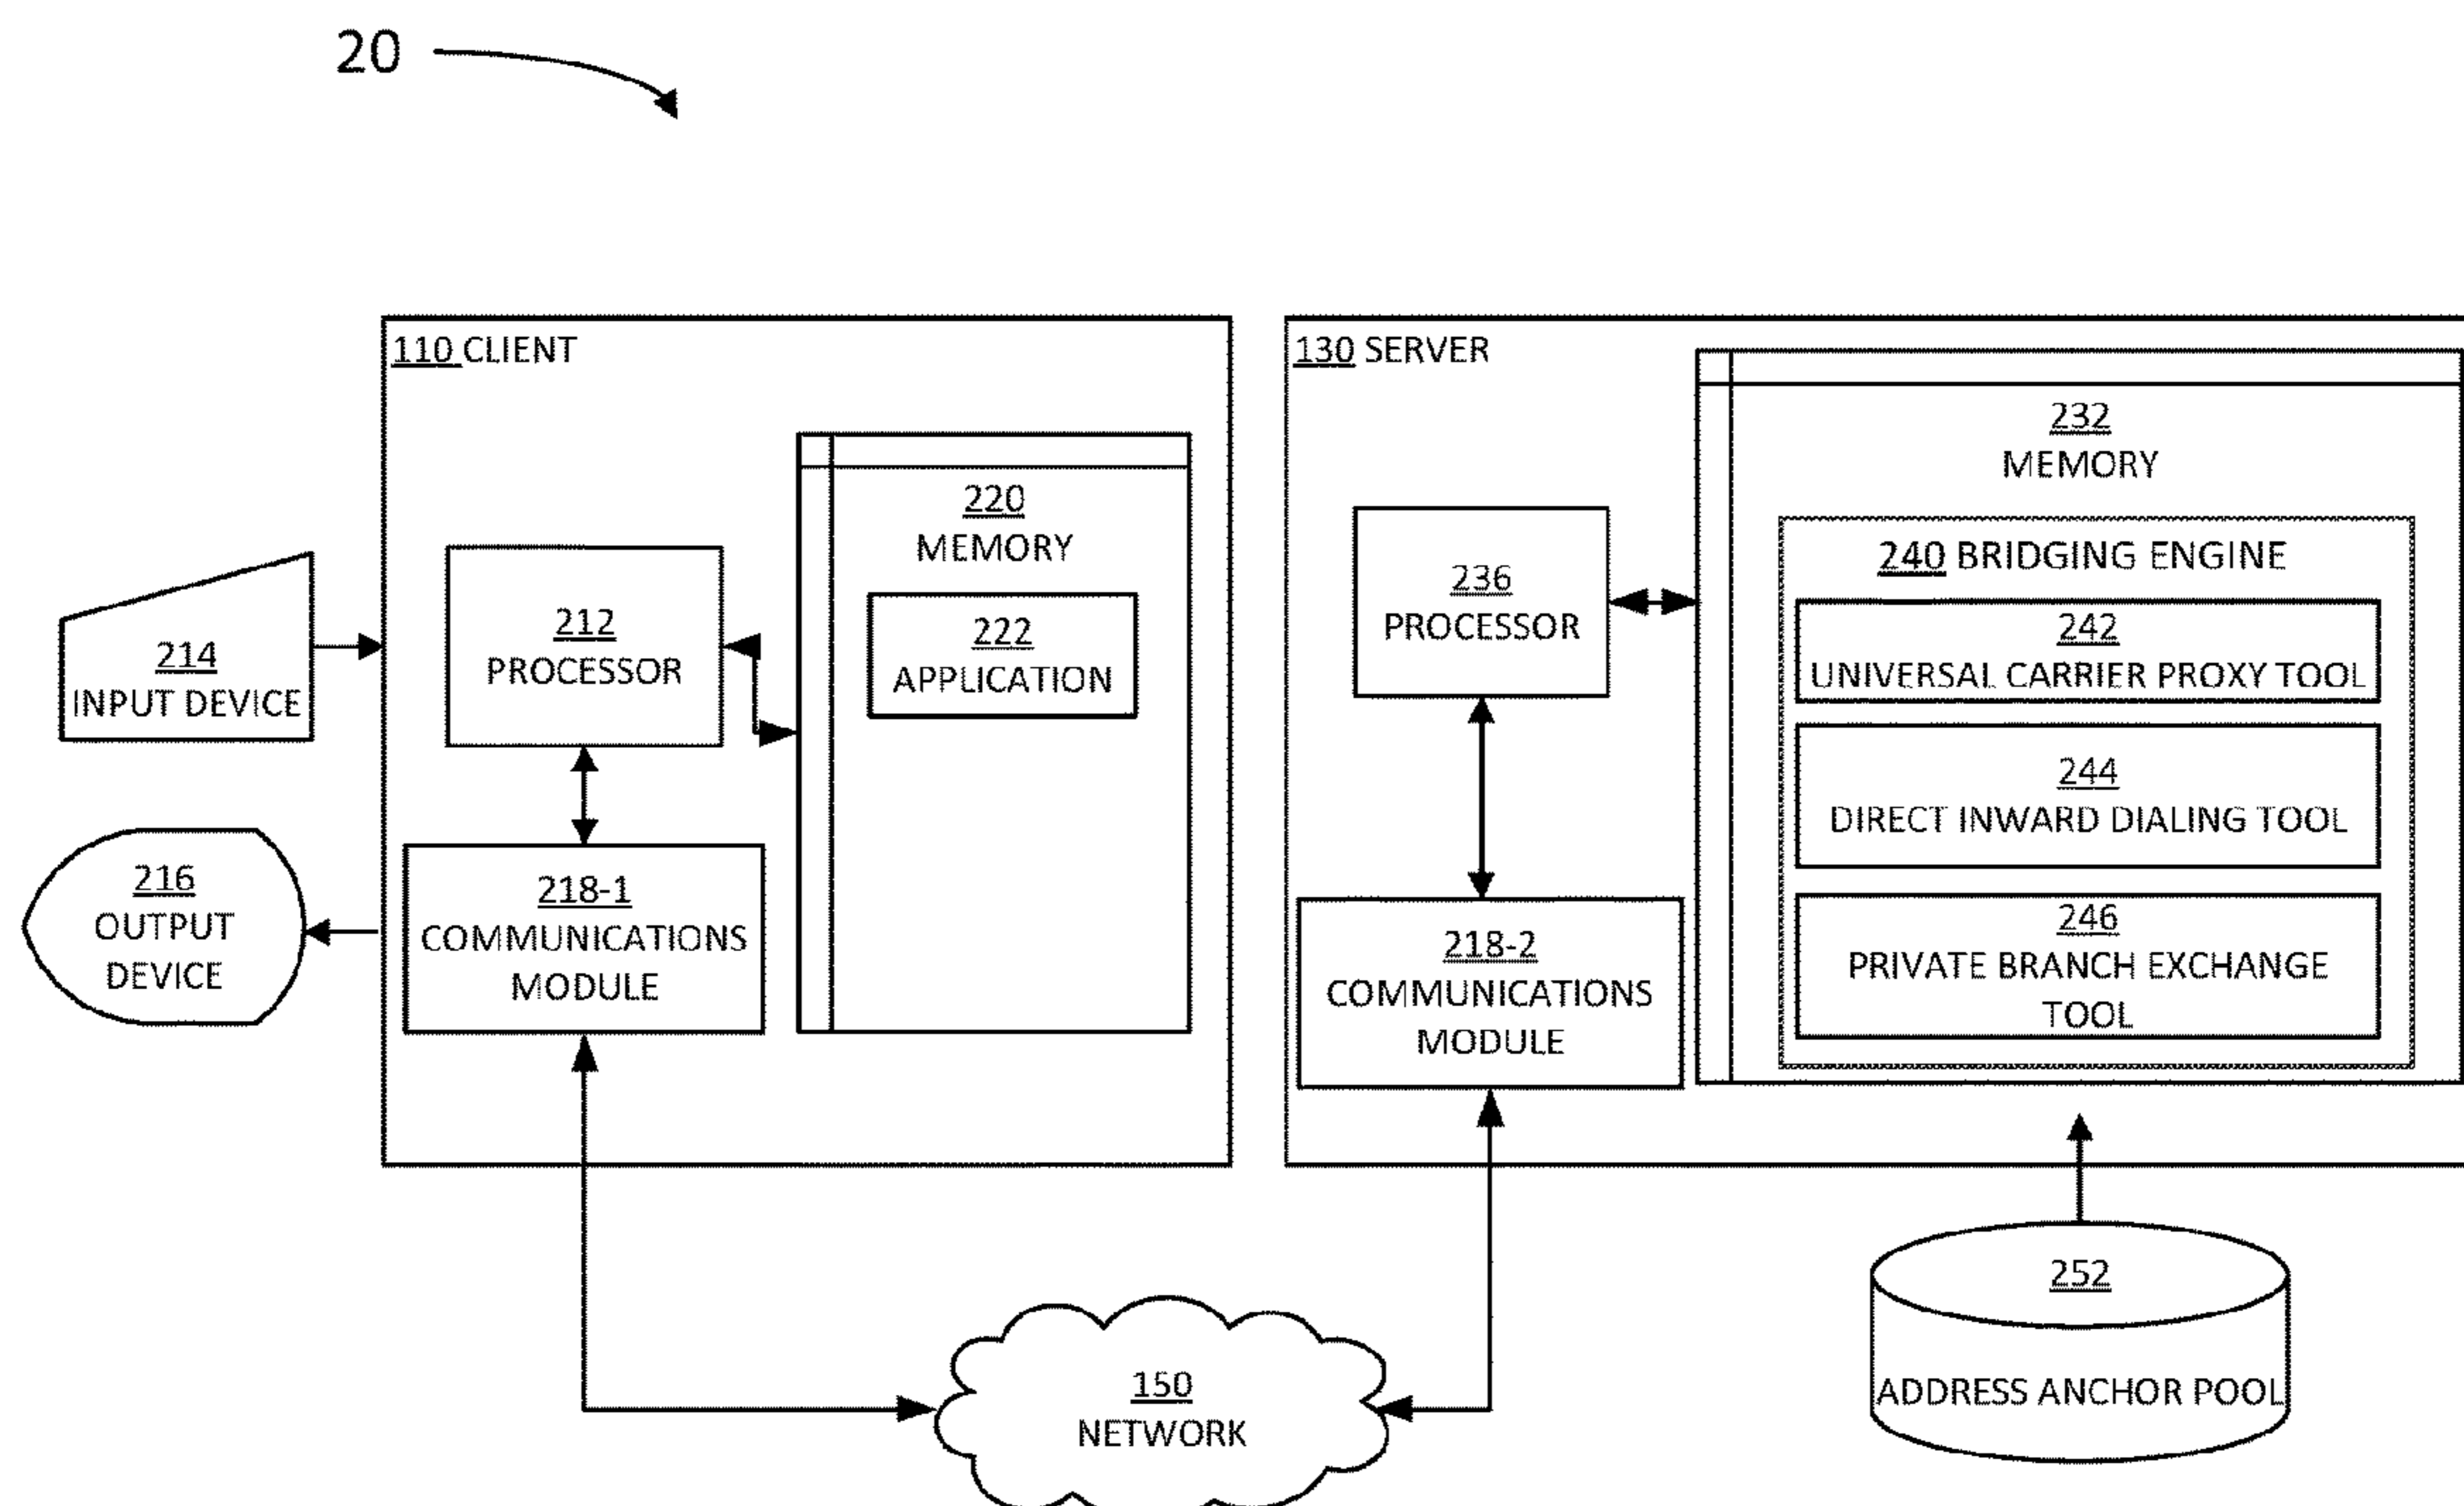 20
110 CLIENT
214
INPUT DEVICE
216
OUTPUT
DEVICE
212
PROCESSOR
218-1
COMMUNICATIONS
MODULE
220
MEMORY
222
APPLICATION
130 SERVER
236
PROCESSOR
218-2
COMMUNICATIONS
MODULE
232
MEMORY
240 BRIDGING ENGINE
242
UNIVERSAL CARRIER PROXY TOOL
244
DIRECT INWARD DIALING TOOL
246
PRIVATE BRANCH EXCHANGE
TOOL
150
NETWORK
252
ADDRESS ANCHOR POOL